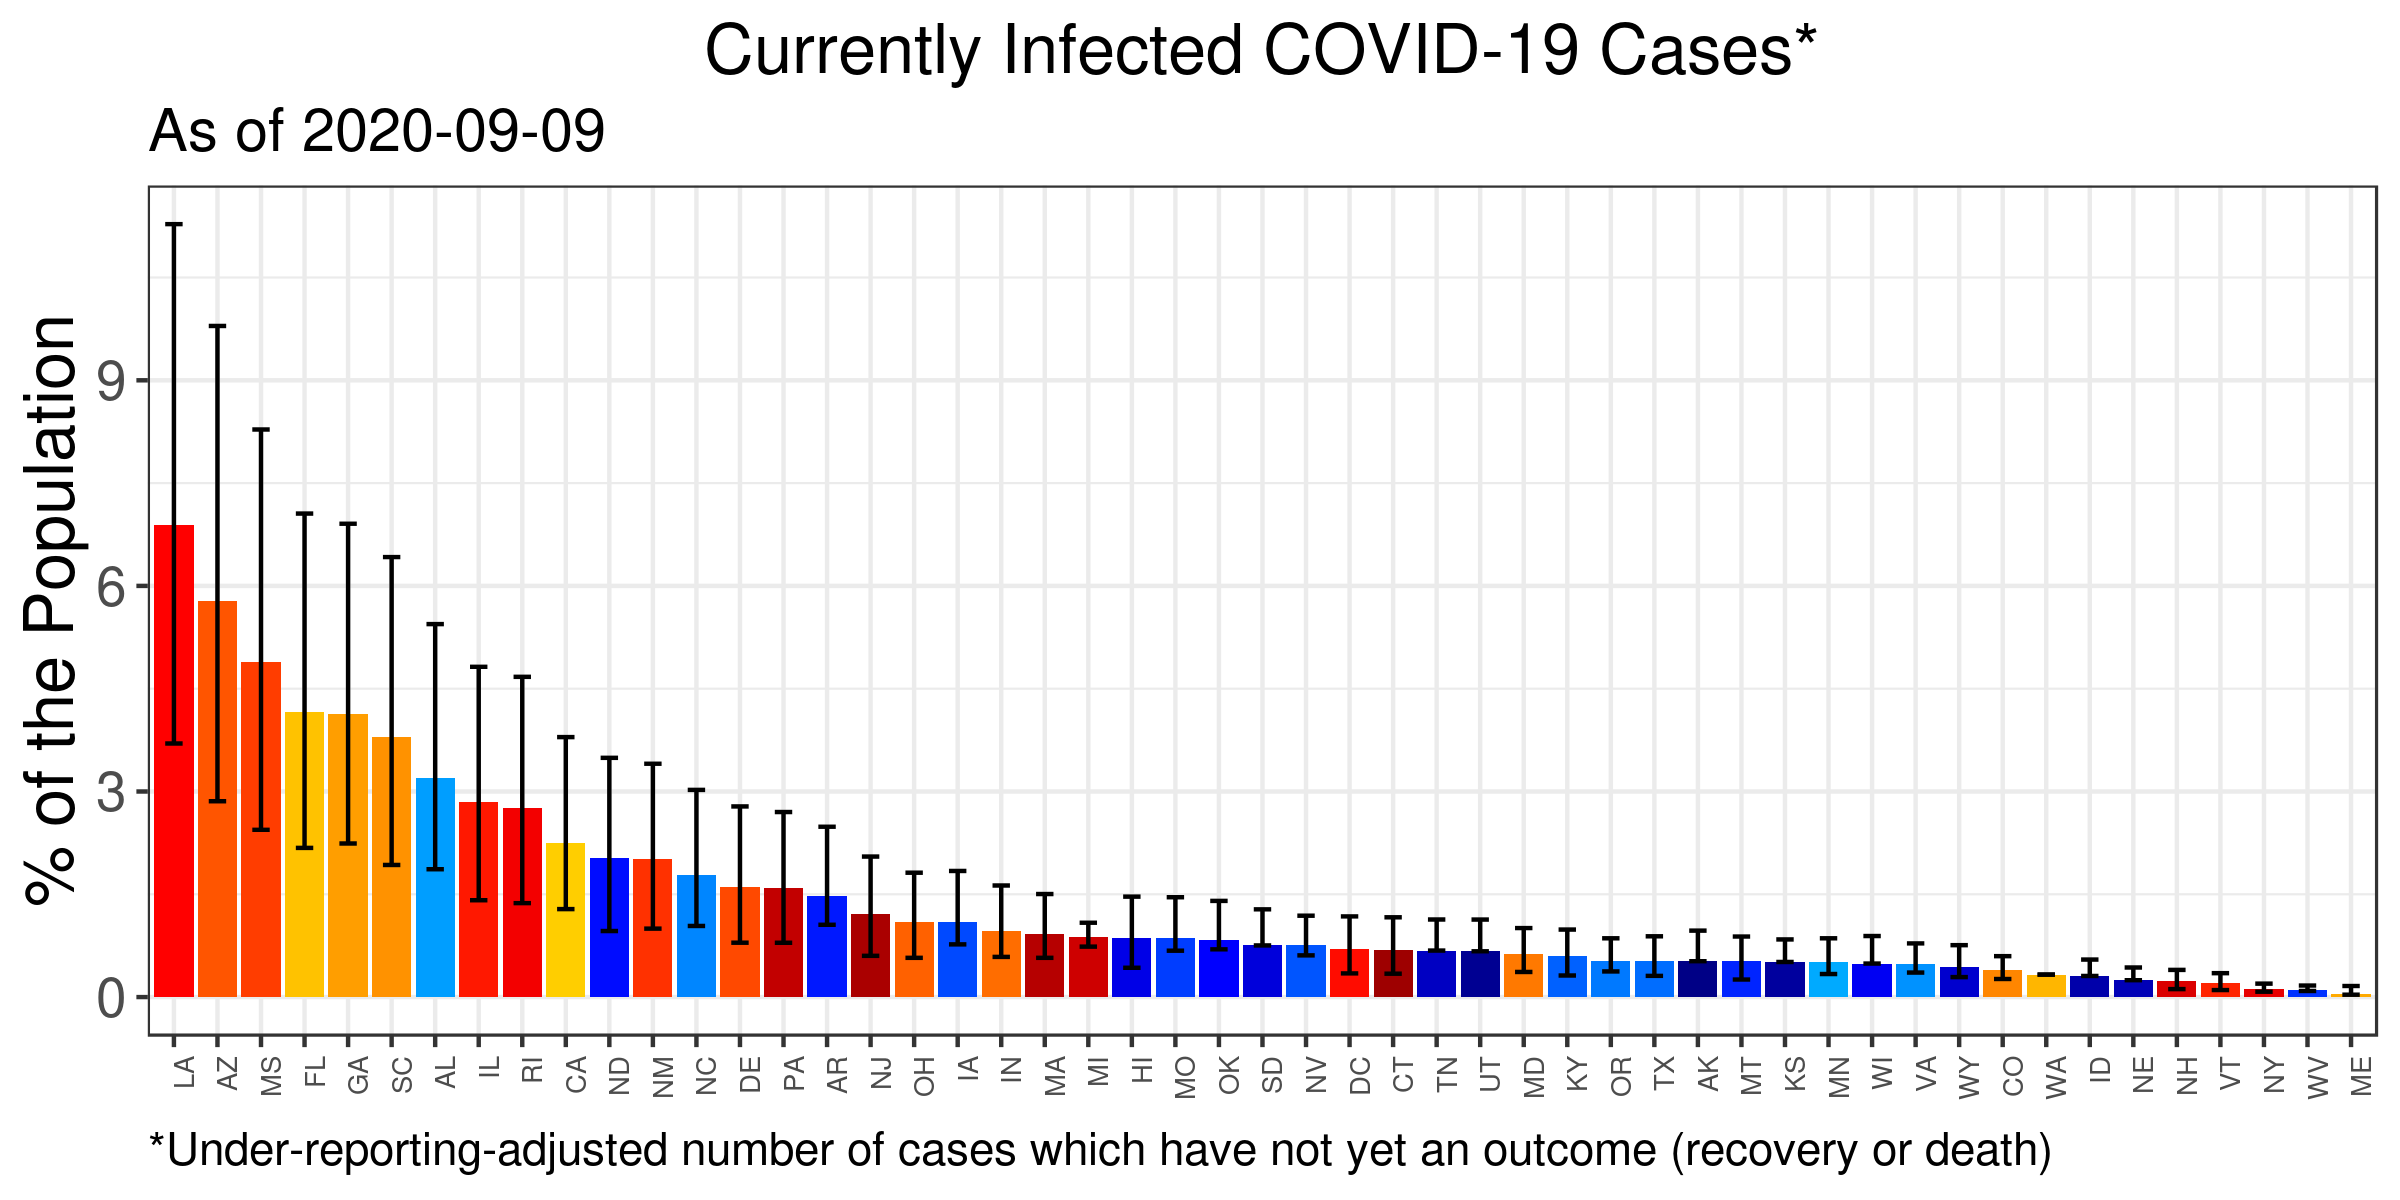 Currently Infected COVID-19 Cases*
As of 2020-09-09
% of the Population
9
6
3
0
LA AZ MS FL GA SC AL IL RI CA ND NM NC DE PA AR NJ OH IA IN MA MI HI MO OK SD NV DC CT TN UT MD KY OR TX AK MT KS MN WI VA WY CO WA ID NE NH VT NY WV ME
*Under-reporting-adjusted number of cases which have not yet an outcome (recovery or death)